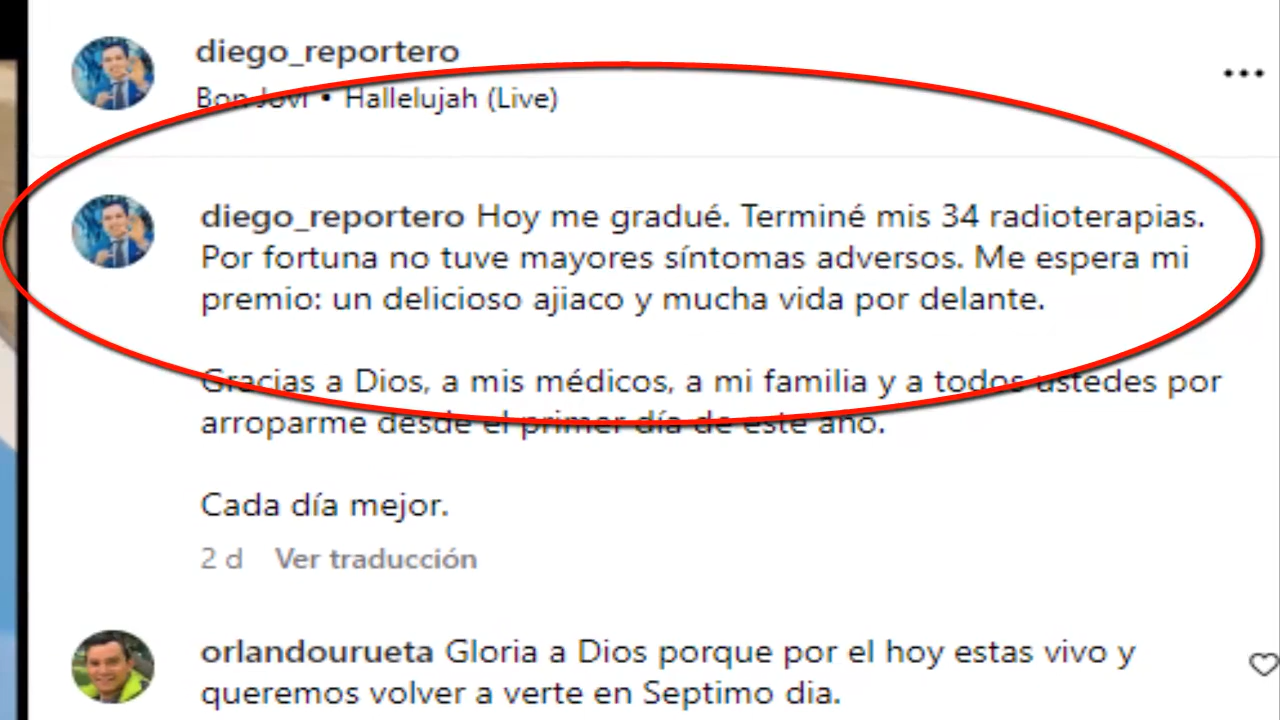 diego_reportero
Bon Jovi • Hallelujah (Live)
diego_reportero Hoy me gradué. Terminé mis 34 radioterapias.
Por fortuna no tuve mayores síntomas adversos. Me espera mi
premio: un delicioso ajiaco y mucha vida por delante.
Gracias a Dios, a mis médicos, a mi familia y a todos ustedes por
arroparme desde el primer día de este año.
Cada día mejor.
2 d Ver traducción
orlandourueta Gloria a Dios porque por el hoy estas vivo y
queremos volver a verte en Septimo dia.